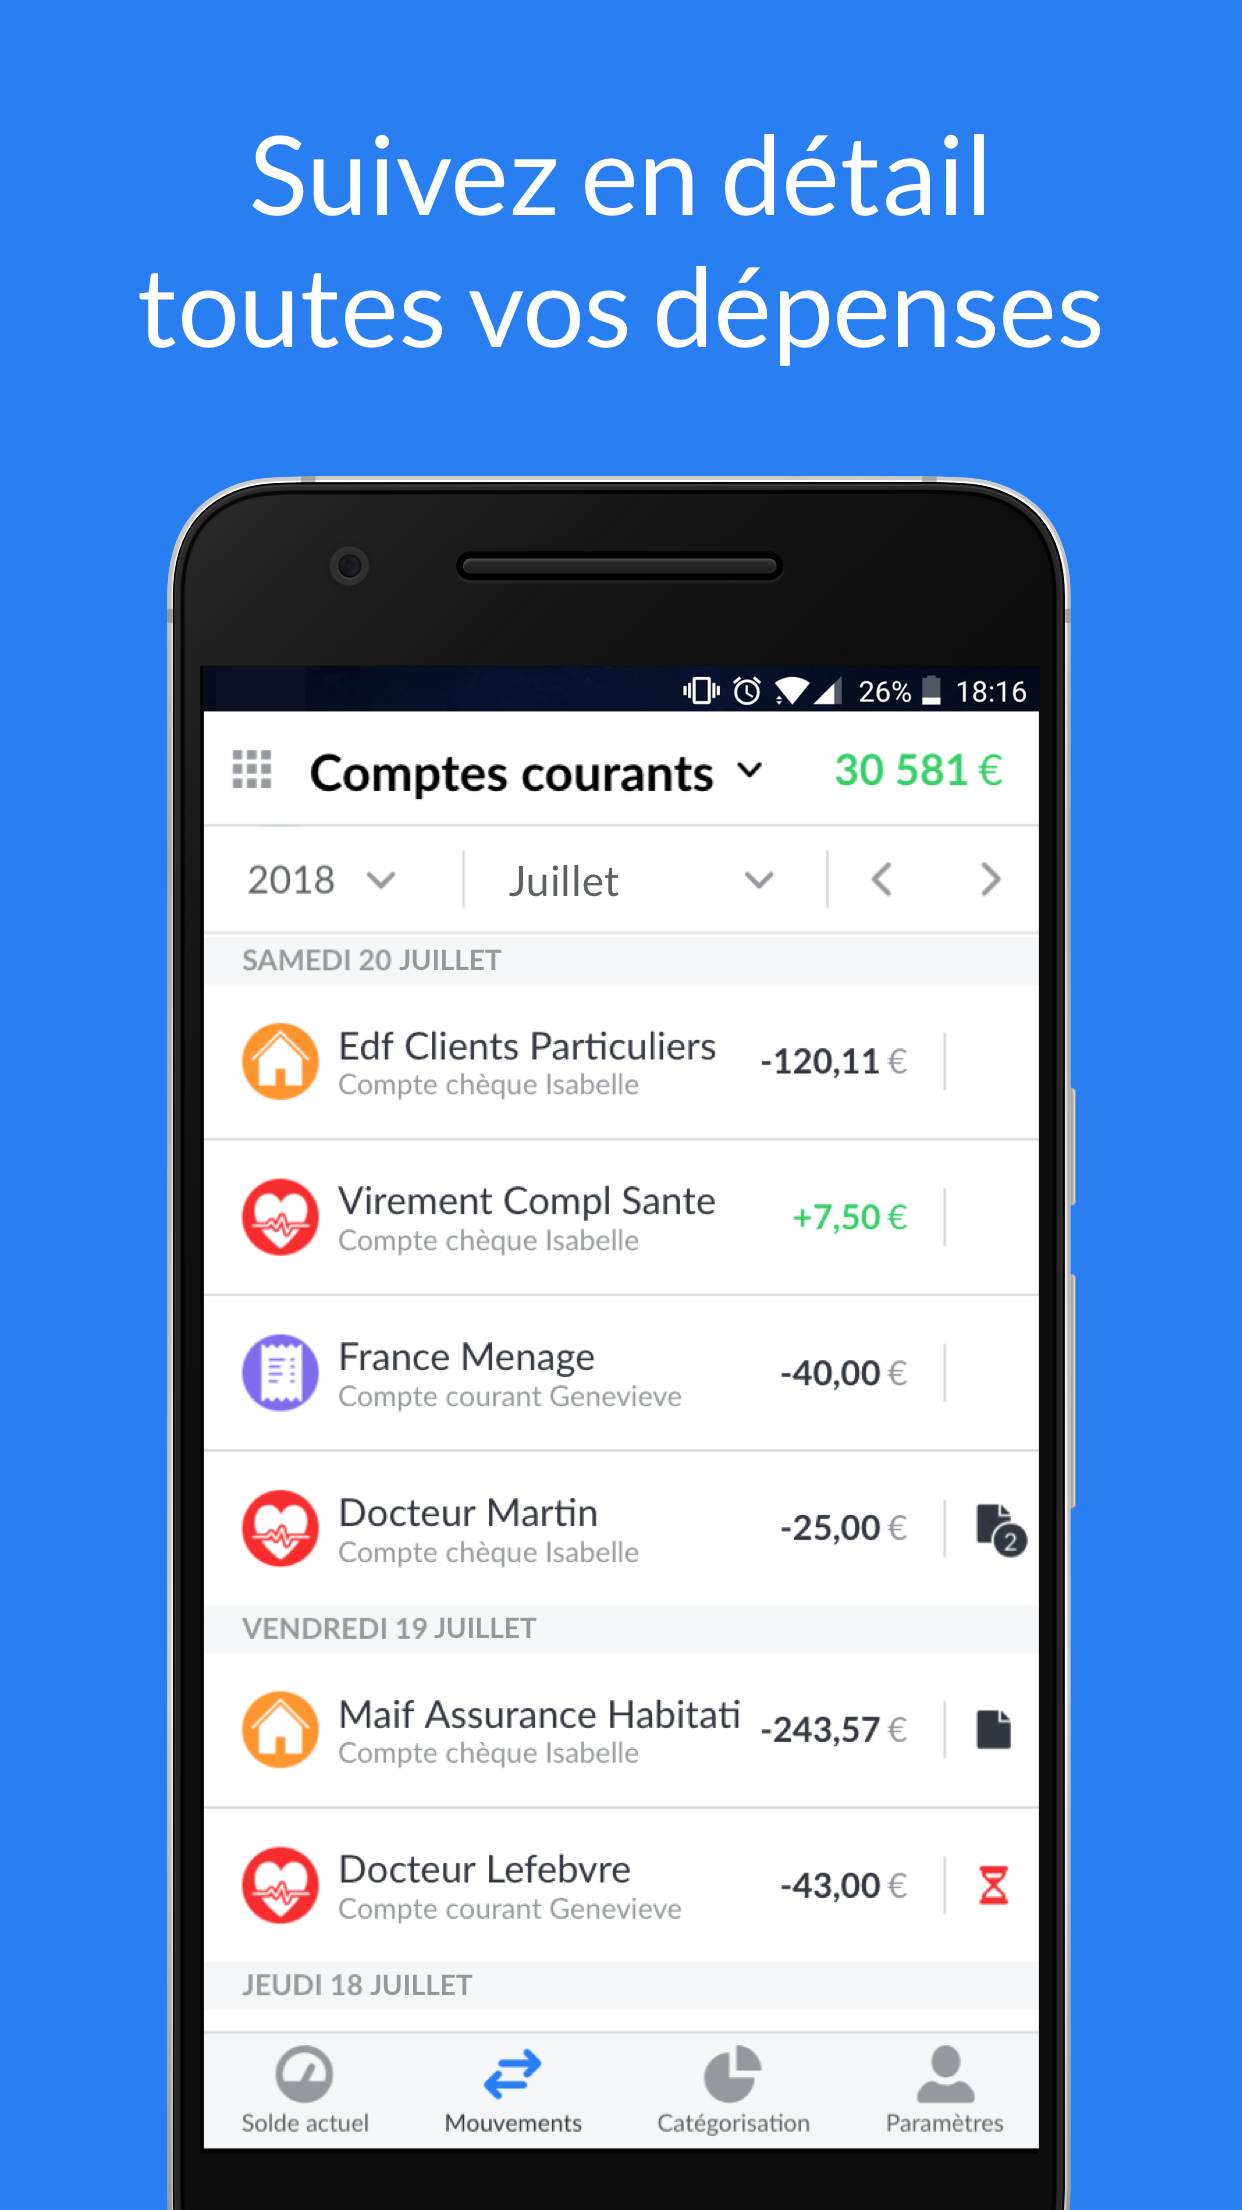 Suivez en détail
toutes vos dépenses
26% 18:16
Comptes courants 30 581 €
2018 Juillet
SAMEDI 20 JUILLET
Edf Clients Particuliers
-120,11 €
Compte chèque Isabelle
Virement Compl Sante
+7,50 €
Compte chèque Isabelle
France Menage
-40,00 €
Compte courant Genevieve
Docteur Martin
-25,00 €
2
Compte chèque Isabelle
VENDREDI 19 JUILLET
Maif Assurance Habitati
-243,57 €
Compte chèque Isabelle
Docteur Lefebvre
-43,00 €
Compte courant Genevieve
JEUDI 18 JUILLET
Solde actuel Mouvements Catégorisation Paramètres